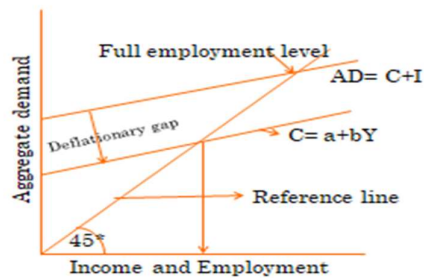 Full employment level
AD= C+I
Aggregate demand
Deflationary gap
C= a+bY
Reference line
45*
Income and Employment